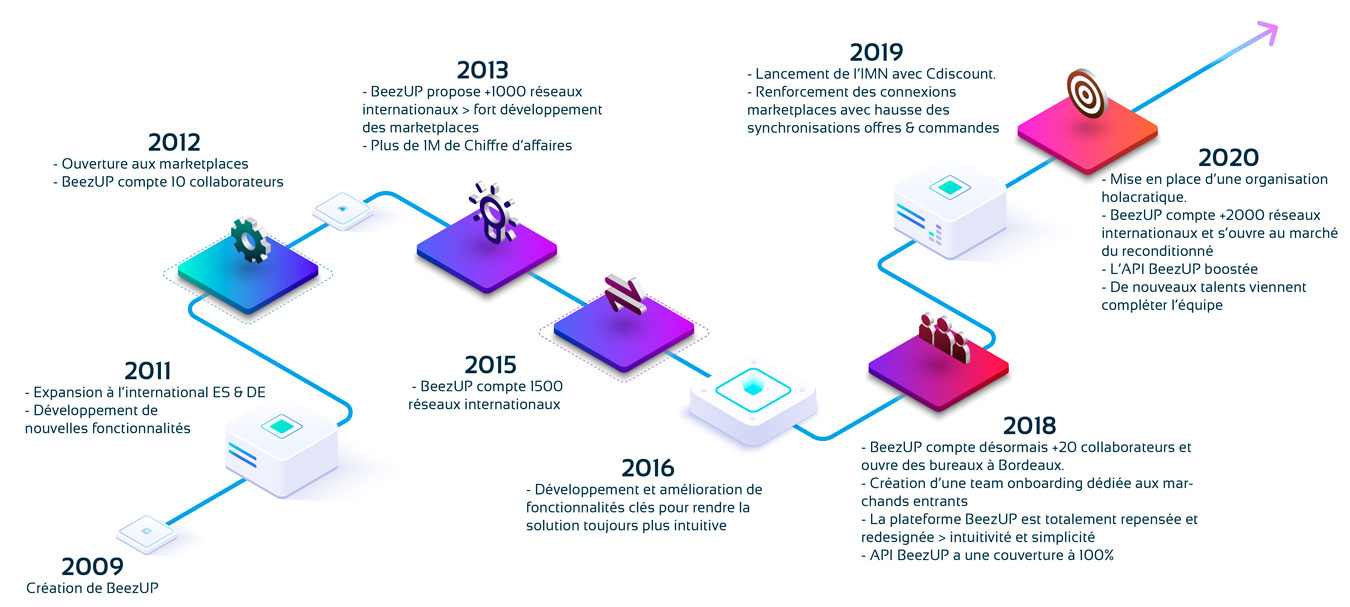 2009
Création de BeezUP
2011
- Expansion à l'international ES & DE
- Développement de
nouvelles fonctionnalités
2012
- Ouverture aux marketplaces
- BeezUP compte 10 collaborateurs
2013
- BeezUP propose +1000 réseaux
internationaux > fort développement
des marketplaces
- Plus de 1M de Chiffre d'affaires
2015
- BeezUP compte 1500
réseaux internationaux
2016
- Développement et amélioration de
fonctionnalités clés pour rendre la
solution toujours plus intuitive
2018
- BeezUP compte désormais +20 collaborateurs et
ouvre des bureaux à Bordeaux.
- Création d'une team onboarding dédiée aux mar-
chands entrants
- La plateforme BeezUP est totalement repensée et
redesignée > intuitivité et simplicité
- API BeezUP a une couverture à 100%
2019
- Lancement de l'IMN avec Cdiscount.
- Renforcement des connexions
marketplaces avec hausse des
synchronisations offres & commandes
2020
- Mise en place d'une organisation
holacratique.
- BeezUP compte +2000 réseaux
internationaux et s'ouvre au marché
du reconditionné
- L'API BeezUP boostée
- De nouveaux talents viennent
compléter l'équipe